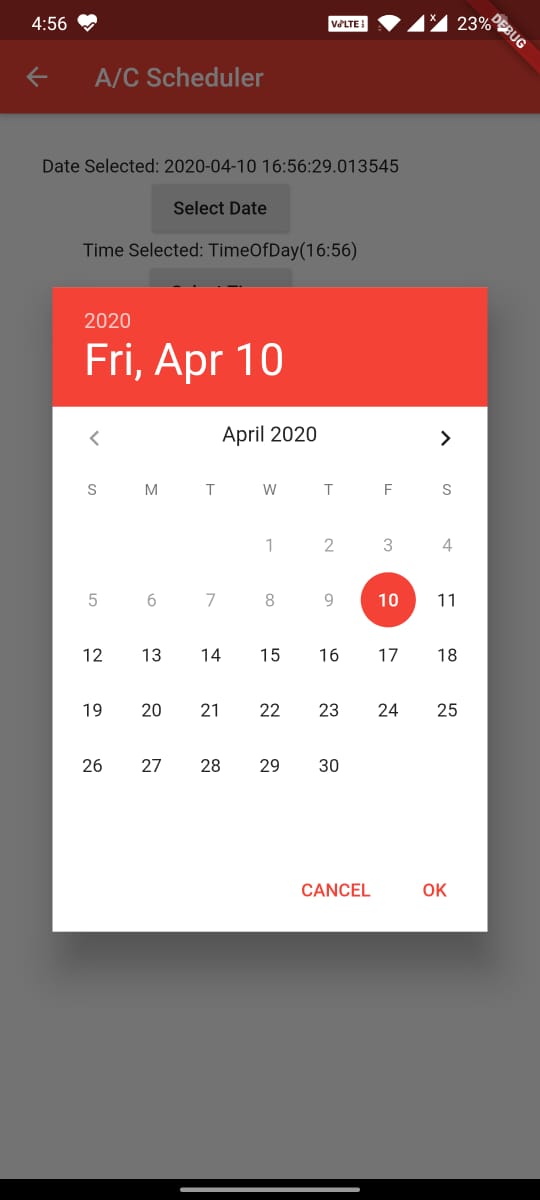 4:56 VoLTE 23%
DEBUG
A/C Scheduler
Date Selected: 2020-04-10 16:56:29.013545
Select Date
Time Selected: TimeOfDay(16:56)
2020
Fri, Apr 10
April 2020
S M T W T F S
1 2 3 4
5 6 7 8 9 10 11
12 13 14 15 16 17 18
19 20 21 22 23 24 25
26 27 28 29 30
CANCEL OK